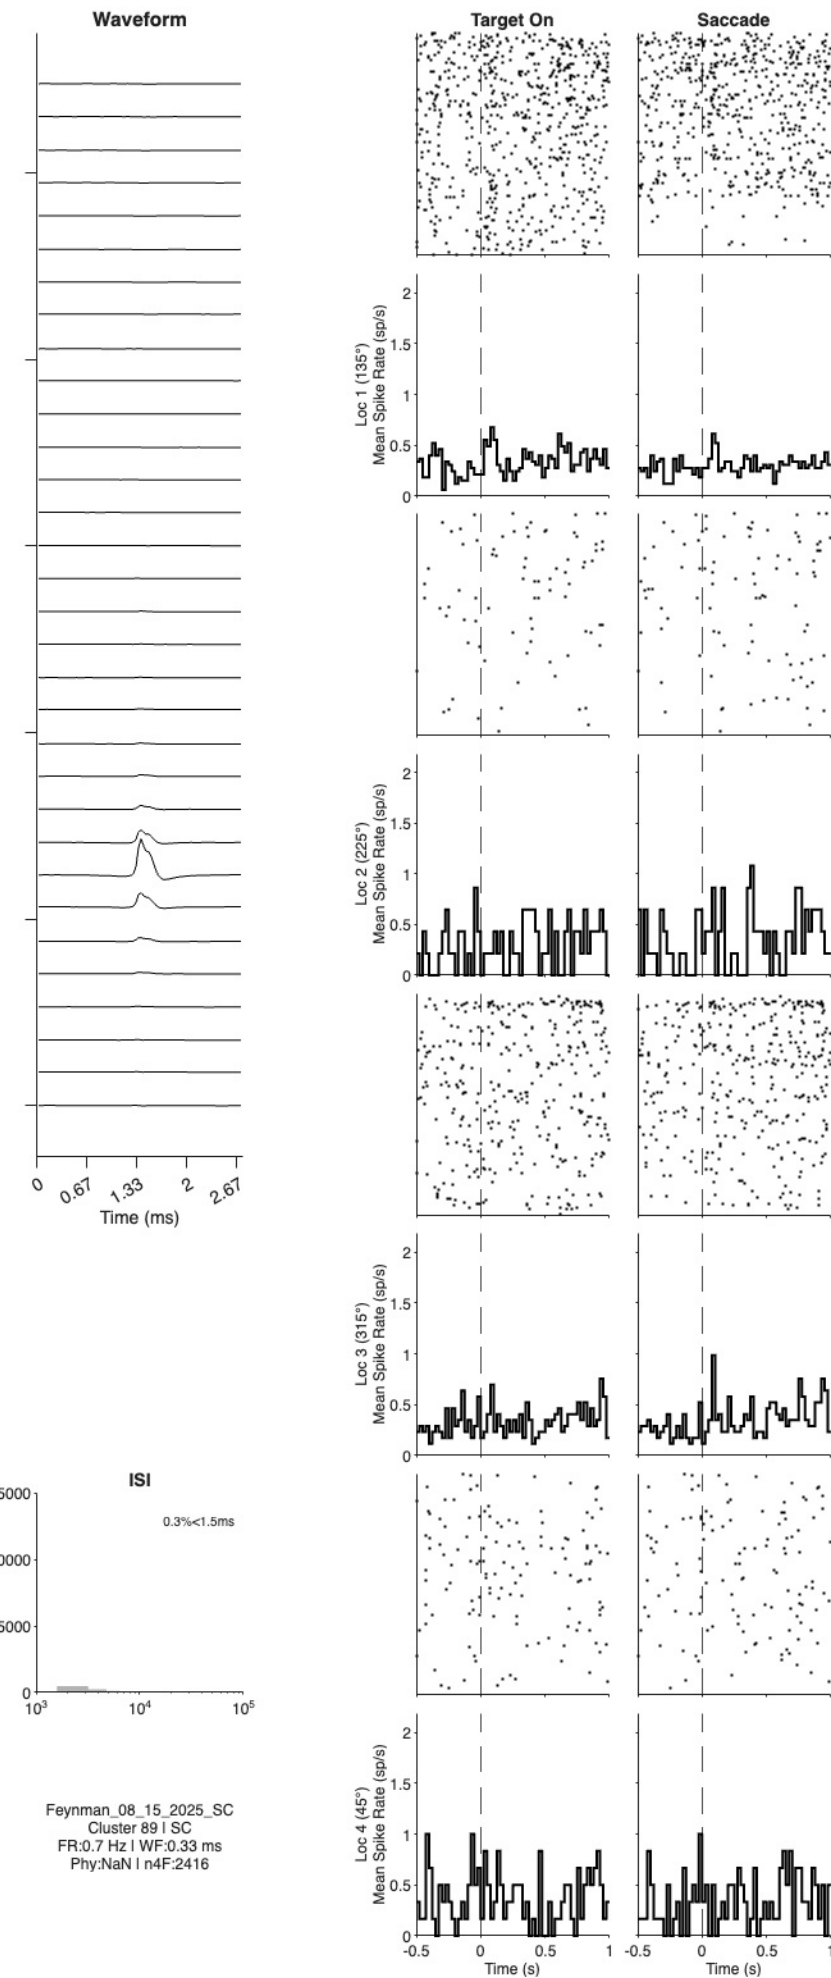 Waveform
Target On
Saccade
2
1.5
1
0.5
0
Loc 1 (135°)
Mean Spike Rate (sp/s)
2
1.5
1
0.5
0
Loc 2 (225°)
Mean Spike Rate (sp/s)
0
0.67
1.33
2
2.67
Time (ms)
2
1.5
1
0.5
0
Loc 3 (315°)
Mean Spike Rate (sp/s)
ISI
5000
0.3%<1.5ms
0000
5000
0
10³
10⁴
10⁵
2
1.5
1
0.5
0
Loc 4 (45°)
Mean Spike Rate (sp/s)
Feynman_08_15_2025_SC
Cluster 89 | SC
FR:0.7 Hz | WF:0.33 ms
Phy:NaN | n4F:2416
-0.5 0 0.5 1
-0.5 0 0.5 1
Time (s)
Time (s)